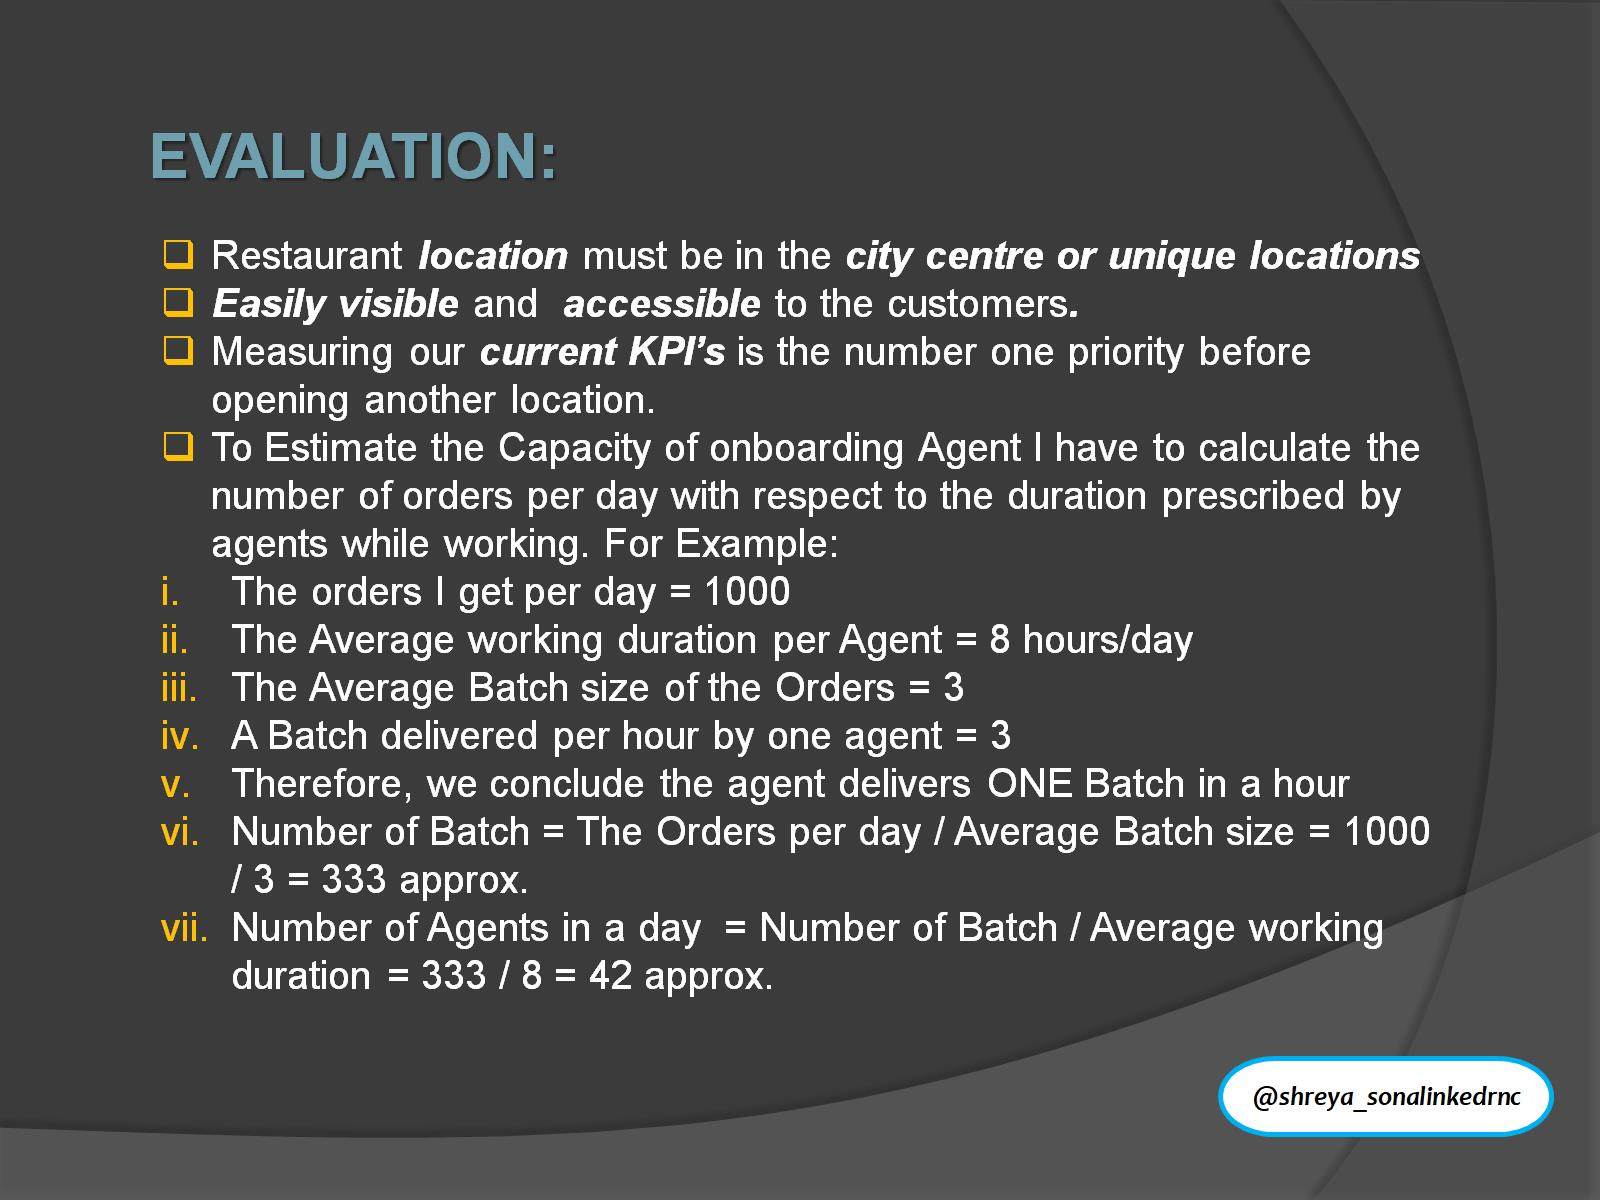 EVALUATION:
Restaurant location must be in the city centre or unique locations
Easily visible and accessible to the customers.
Measuring our current KPI's is the number one priority before
opening another location.
To Estimate the Capacity of onboarding Agent I have to calculate the
number of orders per day with respect to the duration prescribed by
agents while working. For Example:
i. The orders I get per day = 1000
ii. The Average working duration per Agent = 8 hours/day
iii. The Average Batch size of the Orders = 3
iv. A Batch delivered per hour by one agent = 3
v. Therefore, we conclude the agent delivers ONE Batch in a hour
vi. Number of Batch = The Orders per day / Average Batch size = 1000
/ 3 = 333 approx.
vii. Number of Agents in a day = Number of Batch / Average working
duration = 333 / 8 = 42 approx.
@shreya_sonalinkedrnc